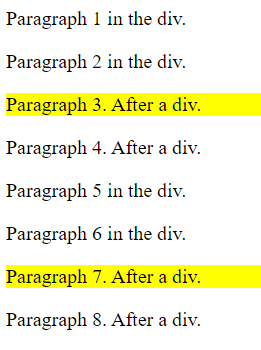 Paragraph 1 in the div.
Paragraph 2 in the div.
Paragraph 3. After a div.
Paragraph 4. After a div.
Paragraph 5 in the div.
Paragraph 6 in the div.
Paragraph 7. After a div.
Paragraph 8. After a div.